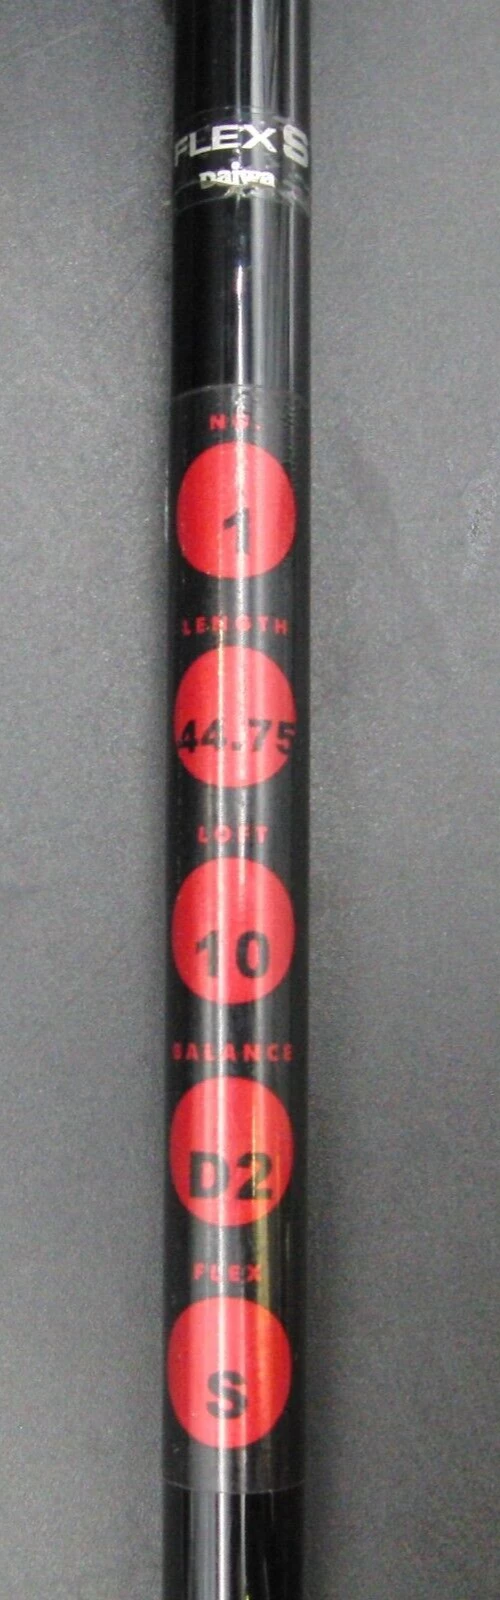 FLEX S
Daiwa
NO.
1
LENGTH
44.75
LOFT
10
BALANCE
D2
FLEX
S